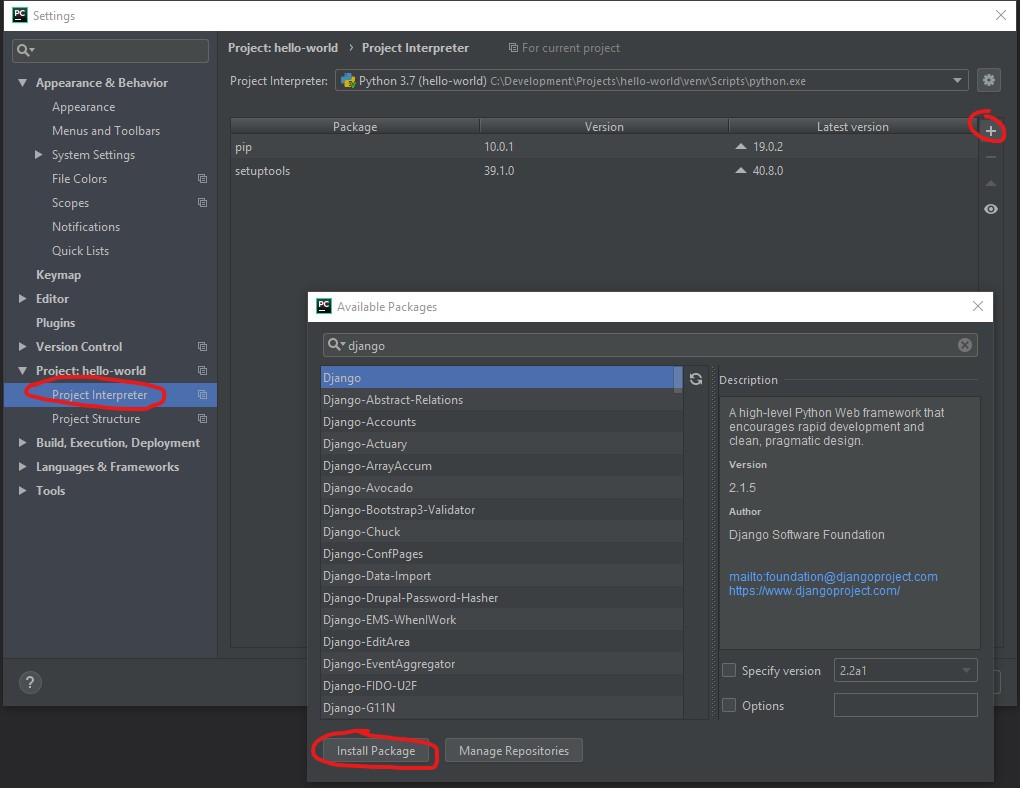 PC Settings
Project: hello-world › Project Interpreter For current project
Project Interpreter: Python 3.7 (hello-world) C:\Development\Projects\hello-world\venv\Scripts\python.exe
Appearance & Behavior
Appearance
Menus and Toolbars
System Settings
File Colors
Scopes
Notifications
Quick Lists
Keymap
Editor
Plugins
Version Control
Project: hello-world
Project Interpreter
Project Structure
Build, Execution, Deployment
Languages & Frameworks
Tools
?
Package Version Latest version
pip 10.0.1 19.0.2
setuptools 39.1.0 40.8.0
PC Available Packages
django
Django
Django-Abstract-Relations
Django-Accounts
Django-Actuary
Django-ArrayAccum
Django-Avocado
Django-Bootstrap3-Validator
Django-Chuck
Django-ConfPages
Django-Data-Import
Django-Drupal-Password-Hasher
Django-EMS-WhenIWork
Django-EditArea
Django-EventAggregator
Django-FIDO-U2F
Django-G11N
Description
A high-level Python Web framework that
encourages rapid development and
clean, pragmatic design.
Version
2.1.5
Author
Django Software Foundation
mailto:foundation@djangoproject.com
https://www.djangoproject.com/
Specify version 2.2a1
Options
Install Package Manage Repositories